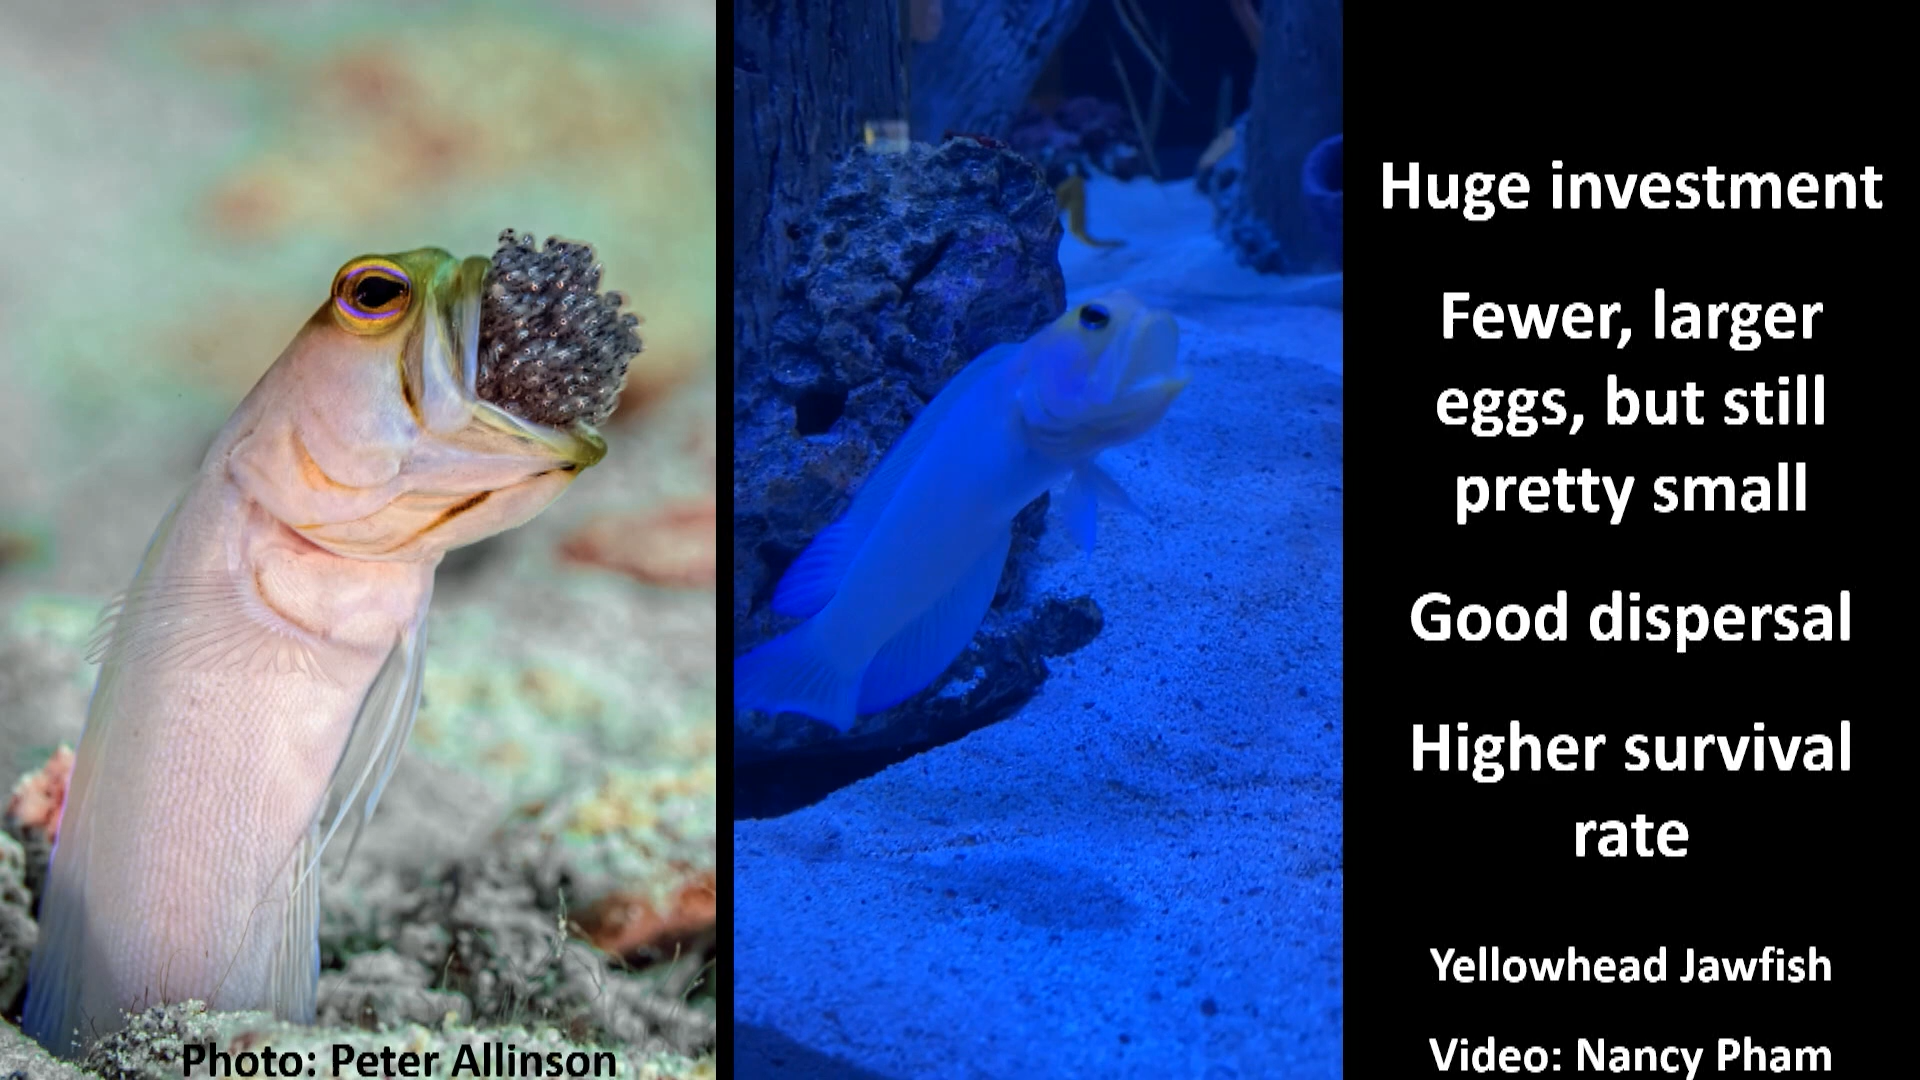 Huge investment
Fewer, larger
eggs, but still
pretty small
Good dispersal
Higher survival
rate
Yellowhead Jawfish
Video: Nancy Pham
Photo: Peter Allinson